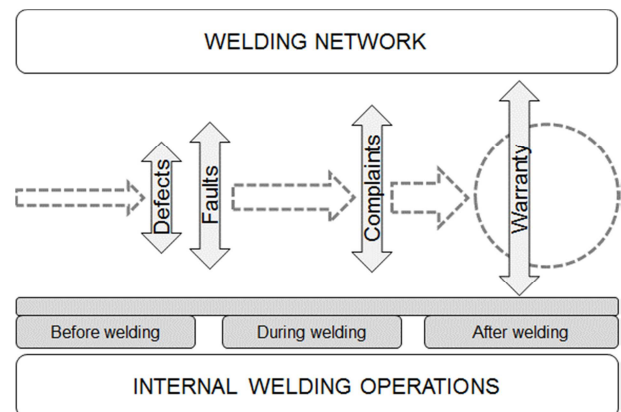 WELDING NETWORK
Defects
Faults
Complaints
Warranty
Before welding
During welding
After welding
INTERNAL WELDING OPERATIONS